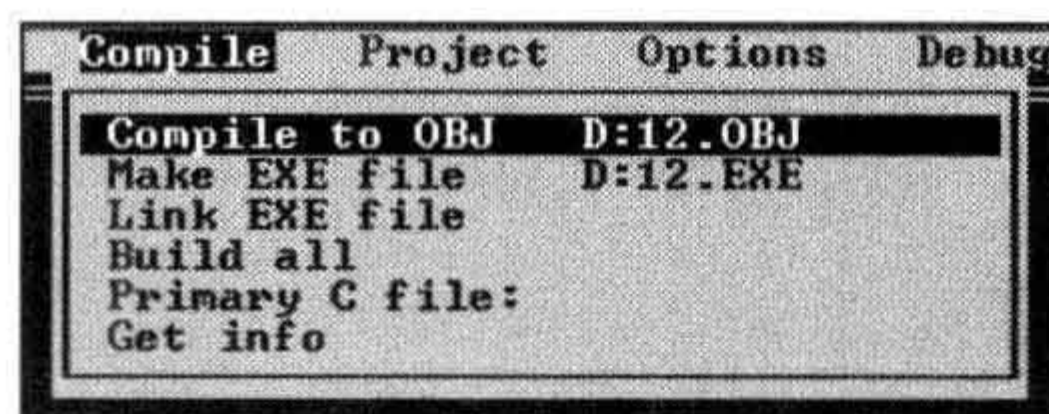 Compile Project Options Debug
Compile to OBJ D:12.OBJ
Make EXE file D:12.EXE
Link EXE file
Build all
Primary C file:
Get info